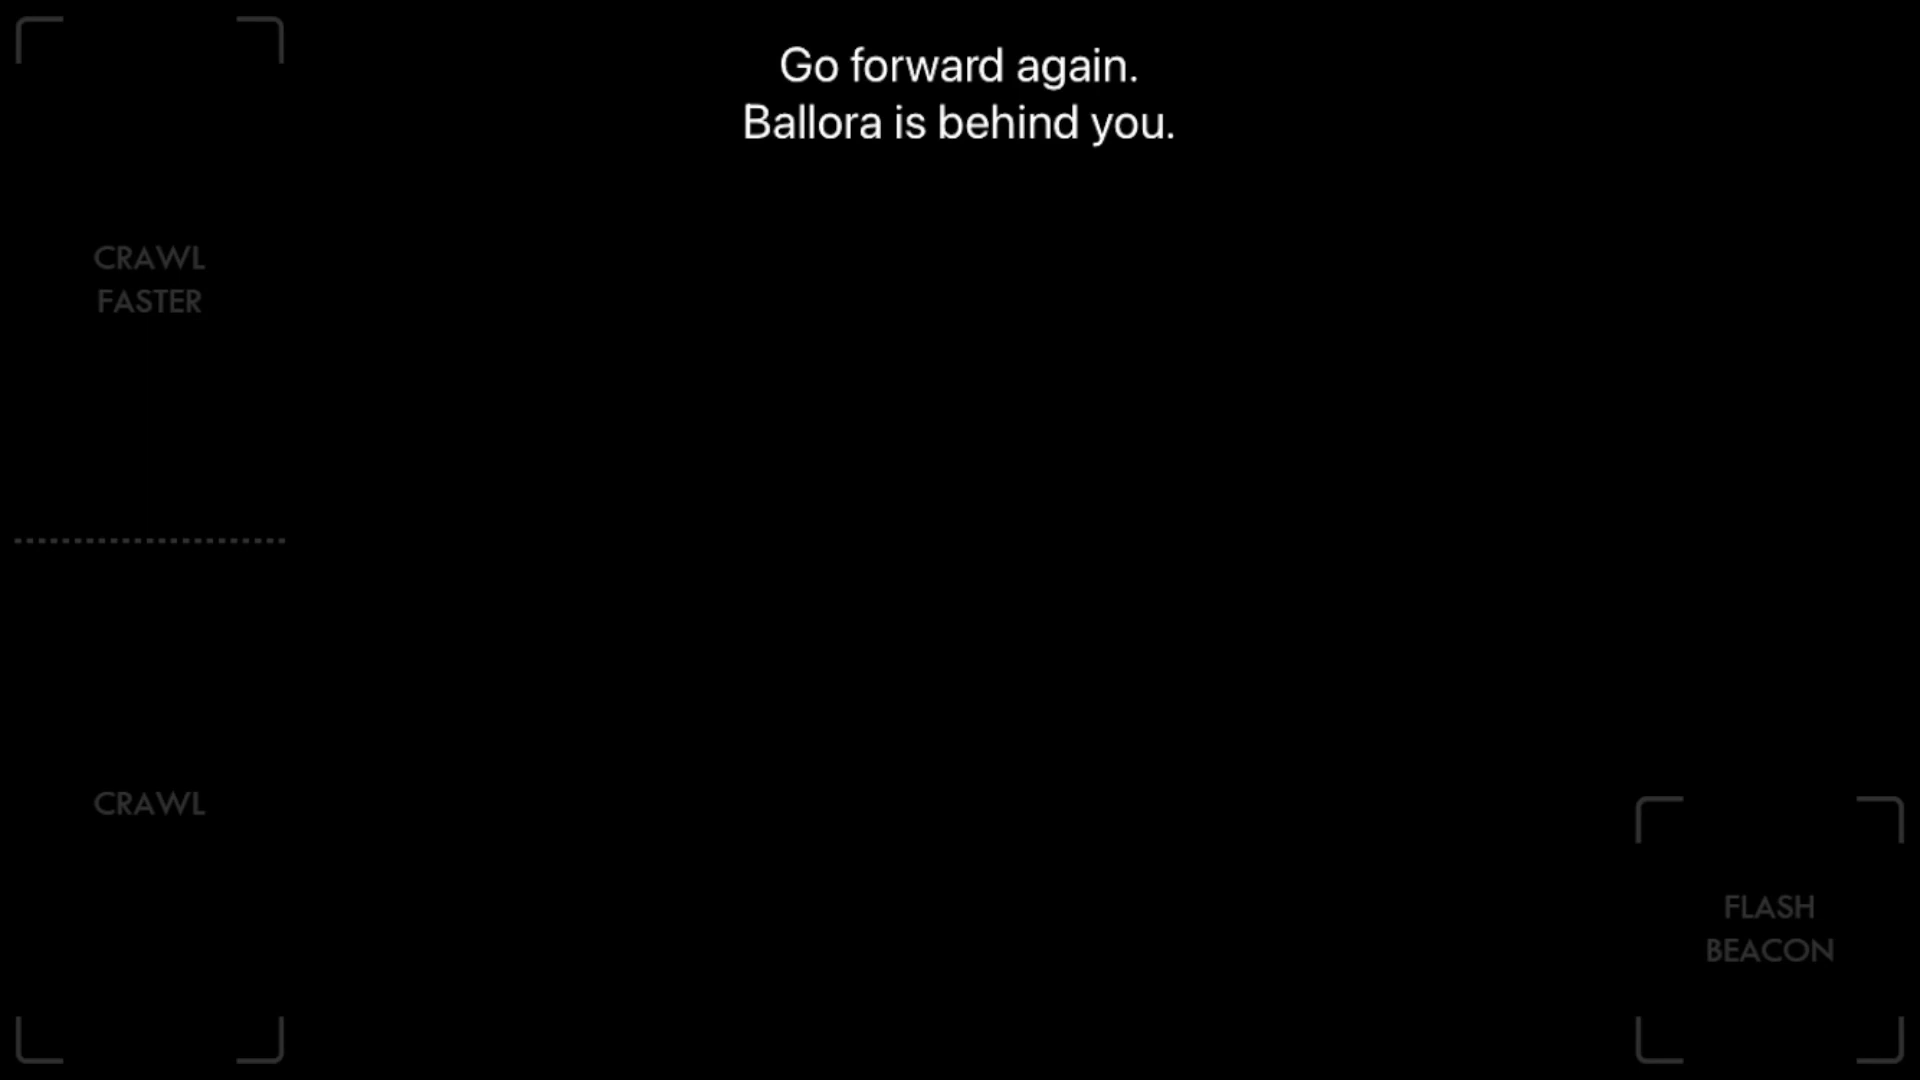 Go forward again.
Ballora is behind you.
CRAWL
FASTER
CRAWL
FLASH
BEACON